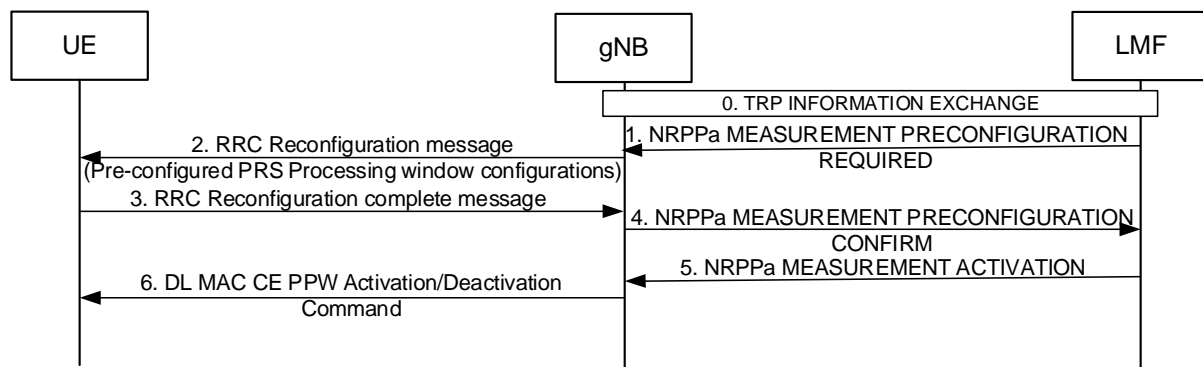 UE
gNB
LMF
0. TRP INFORMATION EXCHANGE
1. NRPPa MEASUREMENT PRECONFIGURATION
REQUIRED
2. RRC Reconfiguration message
(Pre-configured PRS Processing window configurations)
3. RRC Reconfiguration complete message
4. NRPPa MEASUREMENT PRECONFIGURATION
CONFIRM
5. NRPPa MEASUREMENT ACTIVATION
6. DL MAC CE PPW Activation/Deactivation
Command